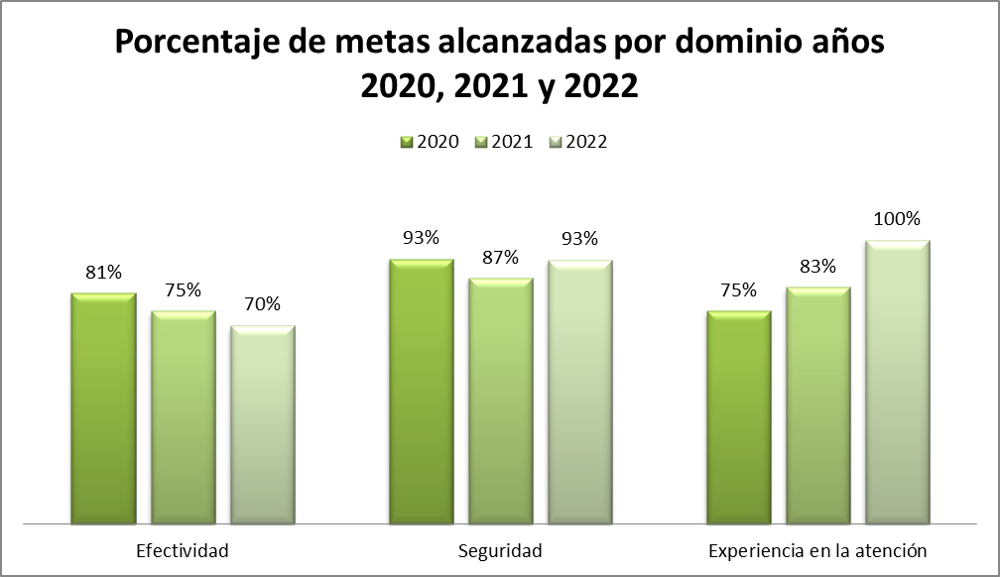 Porcentaje de metas alcanzadas por dominio años
2020, 2021 y 2022
2020 2021 2022
81% 75% 70% 93% 87% 93% 75% 83% 100%
Efectividad Seguridad Experiencia en la atención